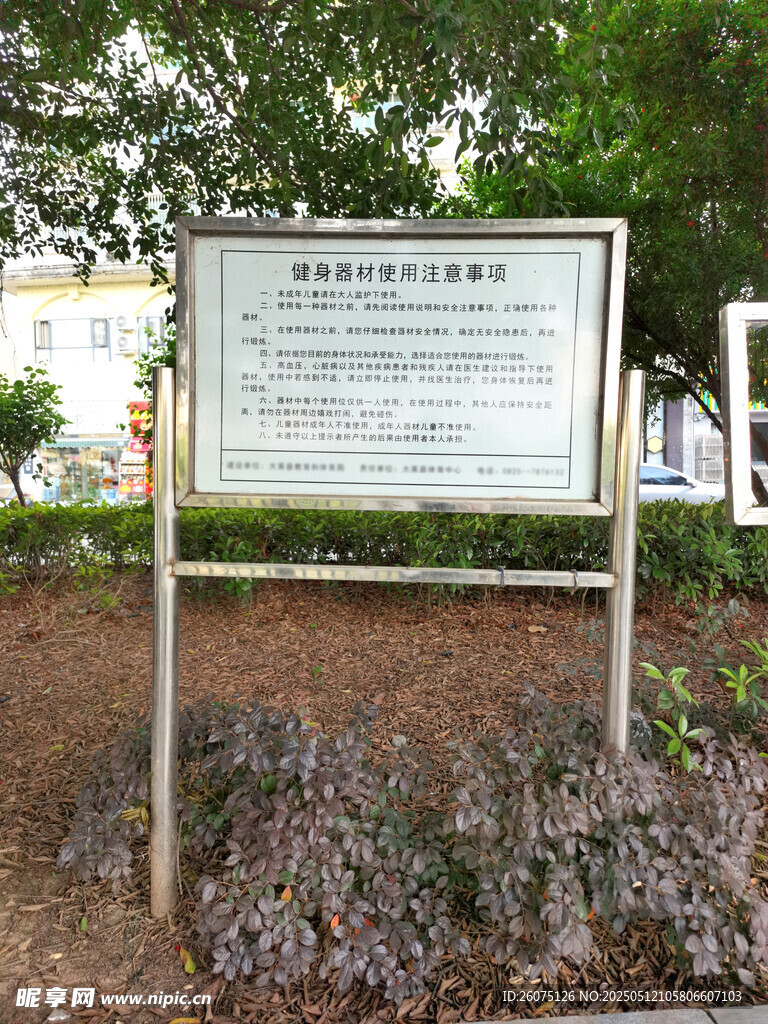 健身器材使用注意事项
一、未成年儿童请在大人监护下使用。
二、使用每一种器材之前，请先阅读使用说明和安全注意事项，正确使用各种
器材。
三、在使用器材之前，请您仔细检查器材安全情况，确定无安全隐患后，再进
行锻炼。
四、请依据您目前的身体状况和承受能力，选择适合您使用的器材进行锻炼。
五、高血压，心脏病以及其他疾病患者和残疾人请在医生建议和指导下使用
器材，使用中若感到不适，请立即停止使用，并找医生治疗，您身体恢复后再进
行锻炼。
六、器材中每个使用位仅供一人使用，在使用过程中，其他人应保持安全距
离，请勿在器材周边嬉戏打闹，避免碰伤。
七、儿童器材成年人不准使用，成年人器材儿童不准使用。
八、未遵守以上提示者所产生的后果由使用者本人承担。
昵享网 www.nipic.cn
ID:26075126 NO:20250512105806607103